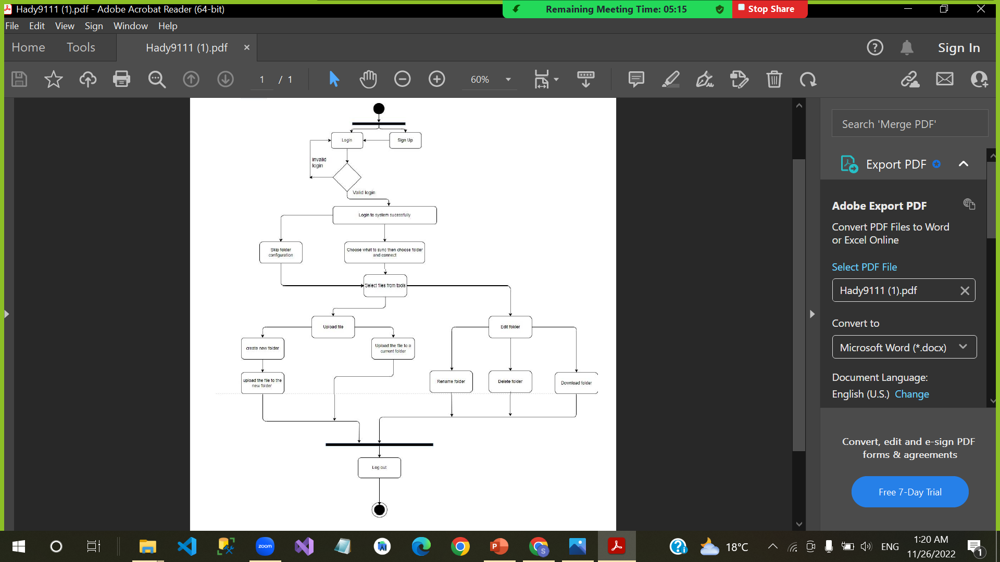 Hady9111 (1).pdf - Adobe Acrobat Reader (64-bit)
Remaining Meeting Time: 05:15
Stop Share
File Edit View Sign Window Help
Home Tools Hady9111 (1).pdf
Sign In
1 / 1
60%
Login
Sign Up
invalid
login
Valid login
Login to system sucessfully
Skip folder
configuration
Choose what to sync then choose folder
and connect
Select files from tools
Upload file
Edit folder
create new folder
Upload the file to a
current folder
upload the file to the
new folder
Rename folder
Delete folder
Download folder
Log out
Search 'Merge PDF'
Export PDF
Adobe Export PDF
Convert PDF Files to Word
or Excel Online
Select PDF File
Hady9111 (1).pdf
Convert to
Microsoft Word (*.docx)
Document Language:
English (U.S.) Change
Convert, edit and e-sign PDF
forms & agreements
Free 7-Day Trial
zoom
18°C
ENG
1:20 AM
11/26/2022
1